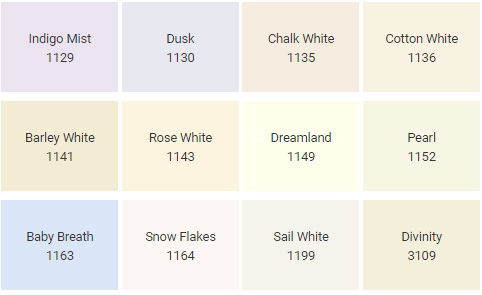 Indigo Mist
1129
Dusk
1130
Chalk White
1135
Cotton White
1136
Barley White
1141
Rose White
1143
Dreamland
1149
Pearl
1152
Baby Breath
1163
Snow Flakes
1164
Sail White
1199
Divinity
3109